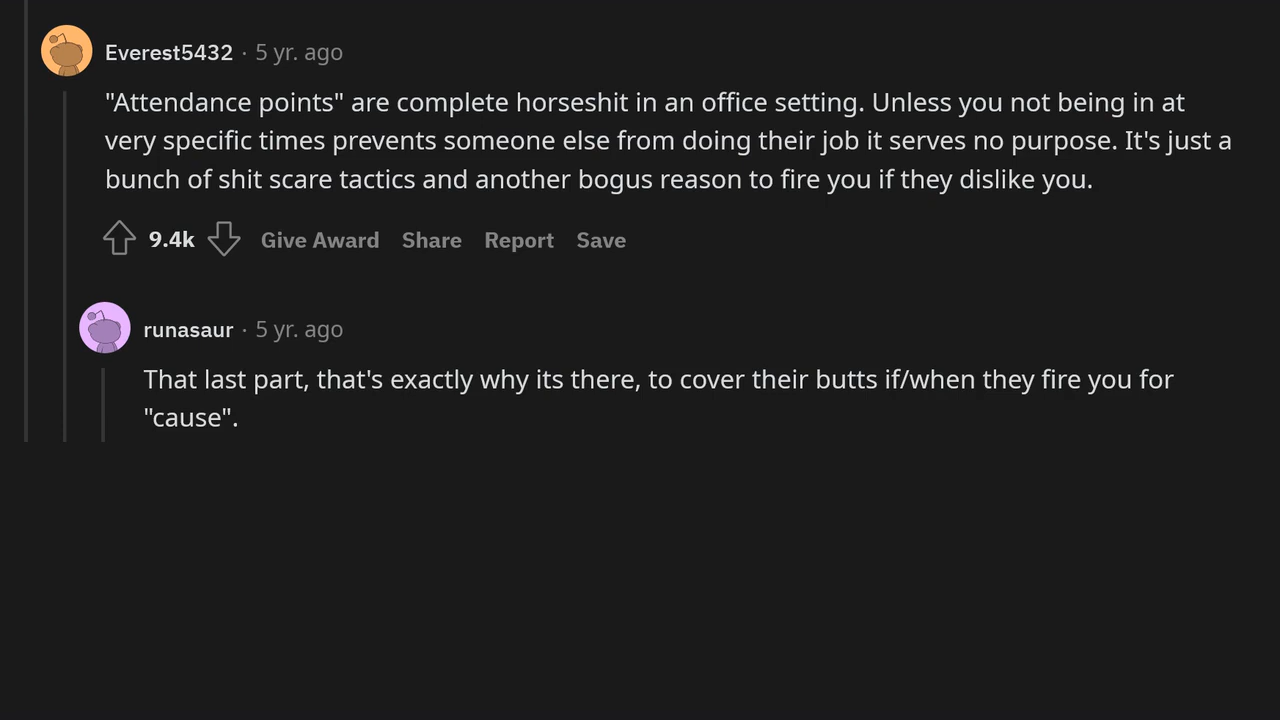 Everest5432 · 5 yr. ago
"Attendance points" are complete horseshit in an office setting. Unless you not being in at
very specific times prevents someone else from doing their job it serves no purpose. It's just a
bunch of shit scare tactics and another bogus reason to fire you if they dislike you.
9.4k Give Award Share Report Save
runasaur · 5 yr. ago
That last part, that's exactly why its there, to cover their butts if/when they fire you for
"cause".